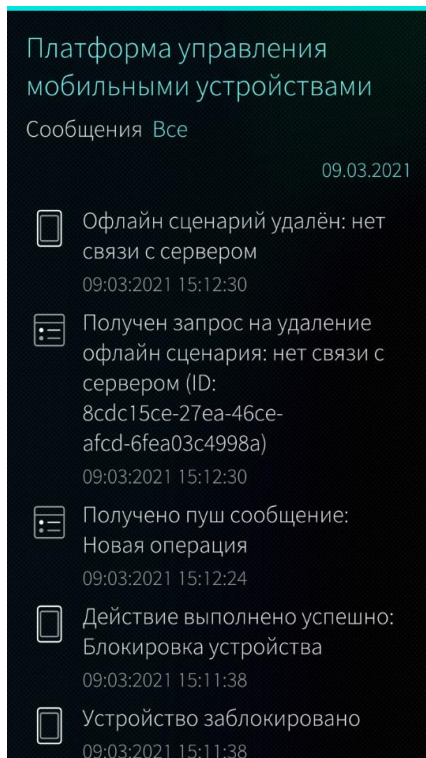 Платформа управления
мобильными устройствами
Сообщения Все
09.03.2021
Офлайн сценарий удалён: нет
связи с сервером
09:03:2021 15:12:30
Получен запрос на удаление
офлайн сценария: нет связи с
сервером (ID:
8cdc15ce-27ea-46ce-
afcd-6fea03c4998a)
09:03:2021 15:12:30
Получено пуш сообщение:
Новая операция
09:03:2021 15:12:24
Действие выполнено успешно:
Блокировка устройства
09:03:2021 15:11:38
Устройство заблокировано
09:03:2021 15:11:38